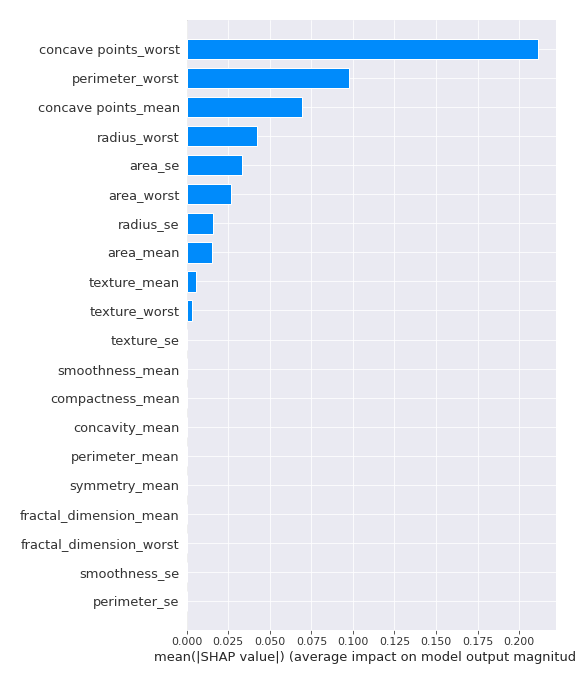 concave points_worst
perimeter_worst
concave points_mean
radius_worst
area_se
area_worst
radius_se
area_mean
texture_mean
texture_worst
texture_se
smoothness_mean
compactness_mean
concavity_mean
perimeter_mean
symmetry_mean
fractal_dimension_mean
fractal_dimension_worst
smoothness_se
perimeter_se
0.000 0.025 0.050 0.075 0.100 0.125 0.150 0.175 0.200
mean(|SHAP value|) (average impact on model output magnitud